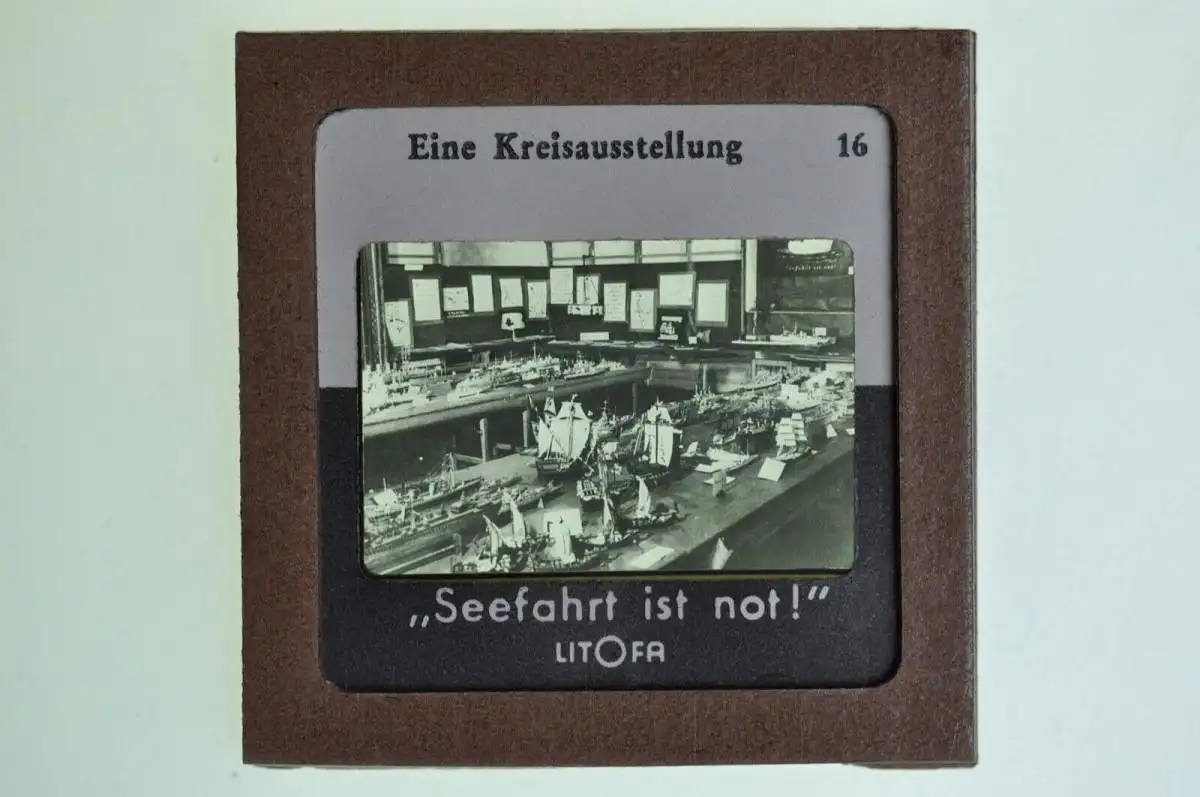 Eine Kreisausstellung 16
„Seefahrt ist not!“
LITOFA